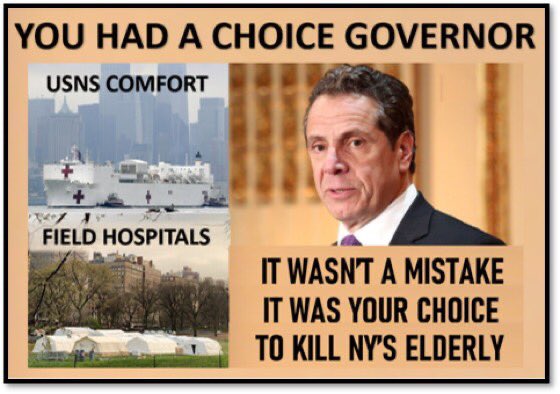 YOU HAD A CHOICE GOVERNOR
USNS COMFORT
FIELD HOSPITALS
IT WASN'T A MISTAKE
IT WAS YOUR CHOICE
TO KILL NY'S ELDERLY